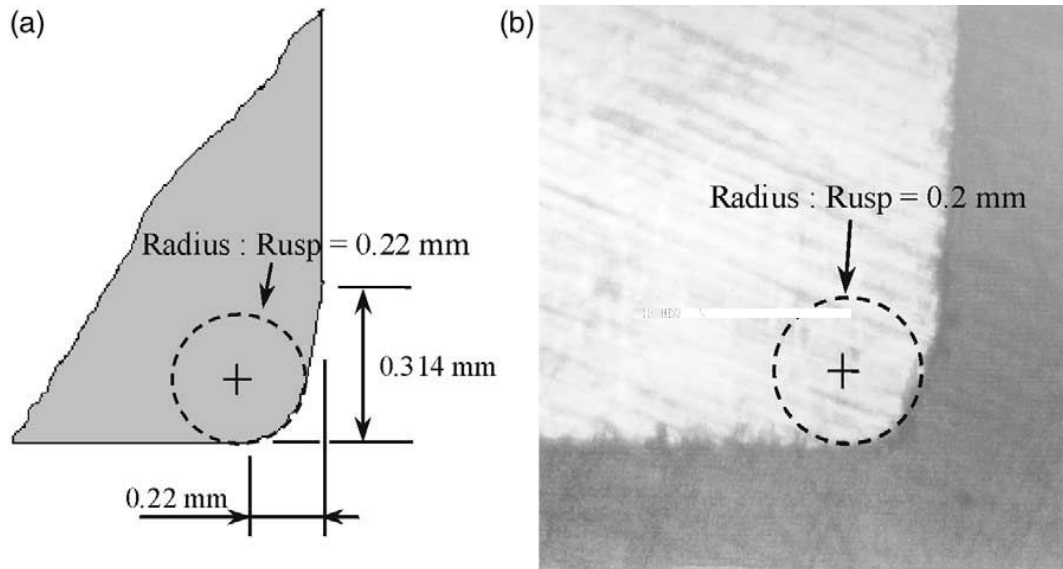 (a)
(b)
Radius : Rusp = 0.22 mm
Radius : Rusp = 0.2 mm
0.314 mm
0.22 mm